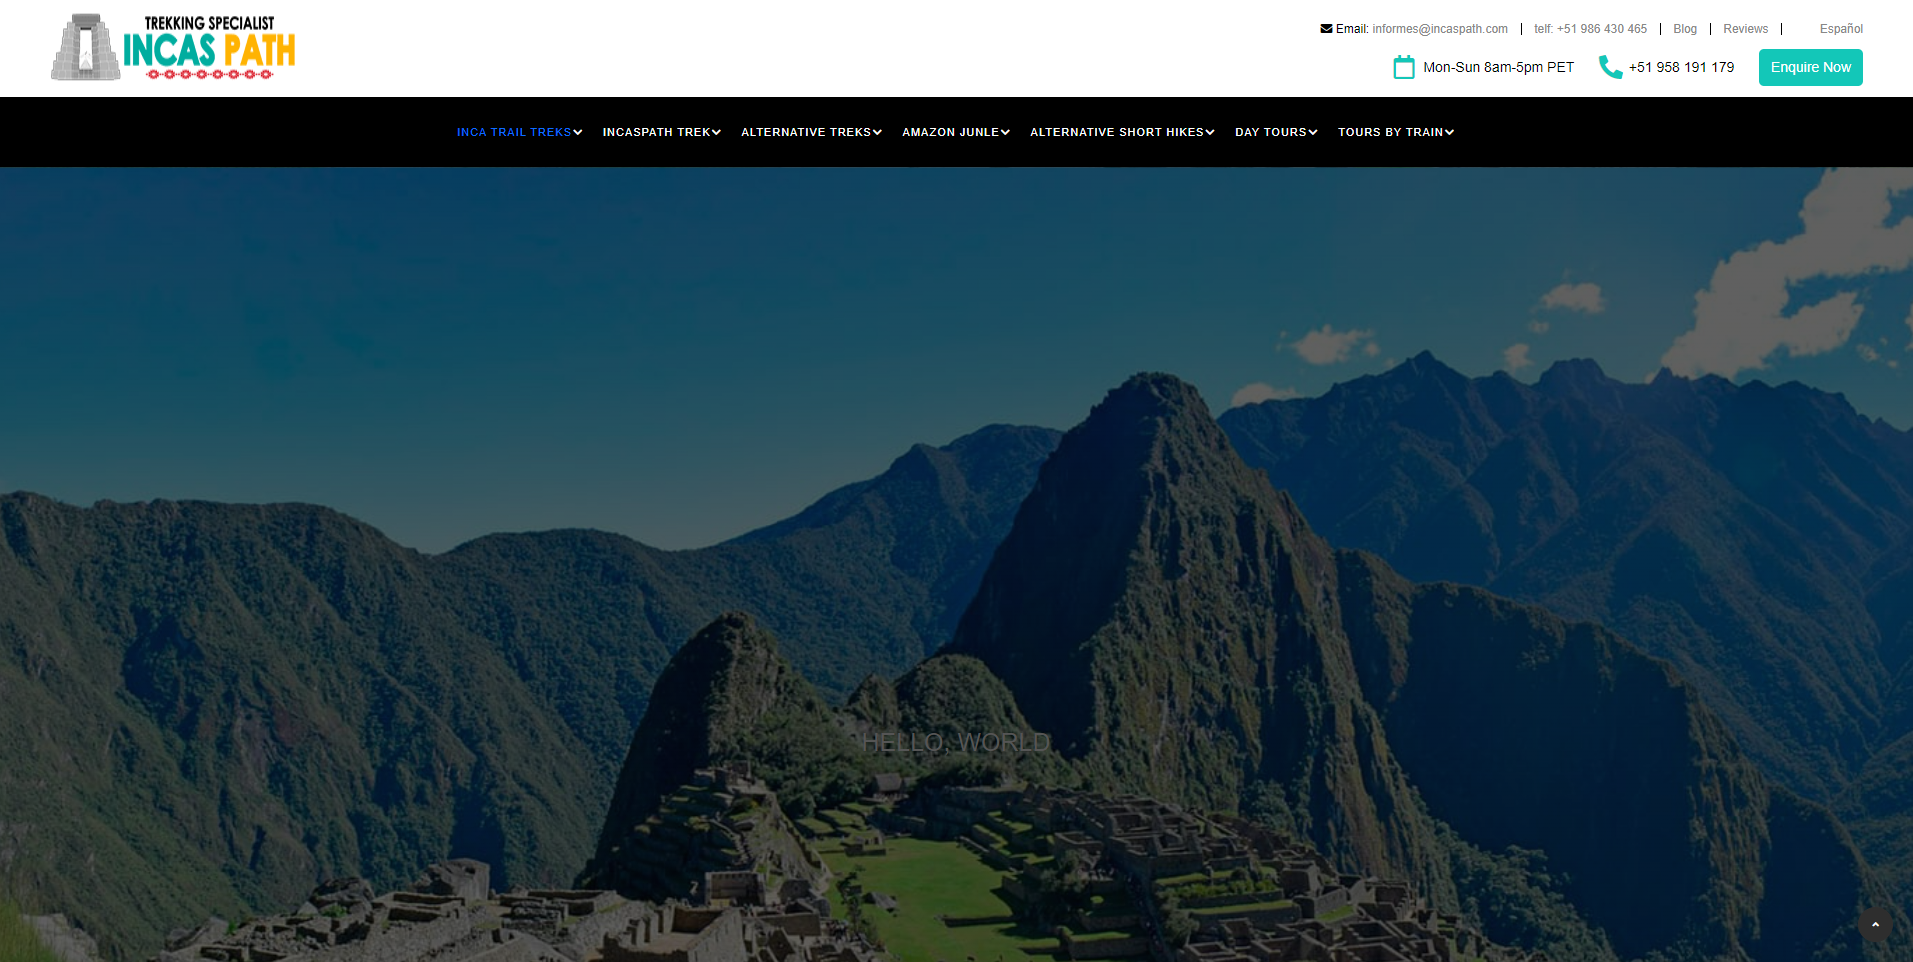 TREKKING SPECIALIST
INCAS PATH
Email: informes@incaspath.com | telf: +51 986 430 465 | Blog | Reviews | Español
Mon-Sun 8am-5pm PET +51 958 191 179 Enquire Now
INCA TRAIL TREKS INCASPATH TREK ALTERNATIVE TREKS AMAZON JUNLE ALTERNATIVE SHORT HIKES DAY TOURS TOURS BY TRAIN
HELLO, WORLD